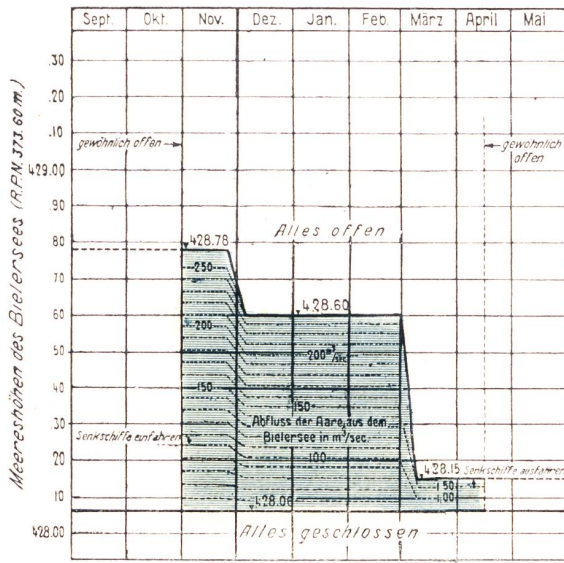 Sept. Okt. Nov. Dez. Jan. Feb. März April Mai
Meereshöhen des Bielersees (R.P.N. 373.60 m.)
.30
.20
.10
429.00
.90
80
70
60
50
40
30
20
.10
428.00
gewöhnlich offen
gewöhnlich
offen
Alles offen
428.78
250
200
150
428.60
200 m³/sec
150
Abfluss der Aare aus dem
Bielersee in m³/sec.
100
Senkschiffe einfahren
428.15 Senkschiffe ausfahren
150
100
428.06
Alles geschlossen